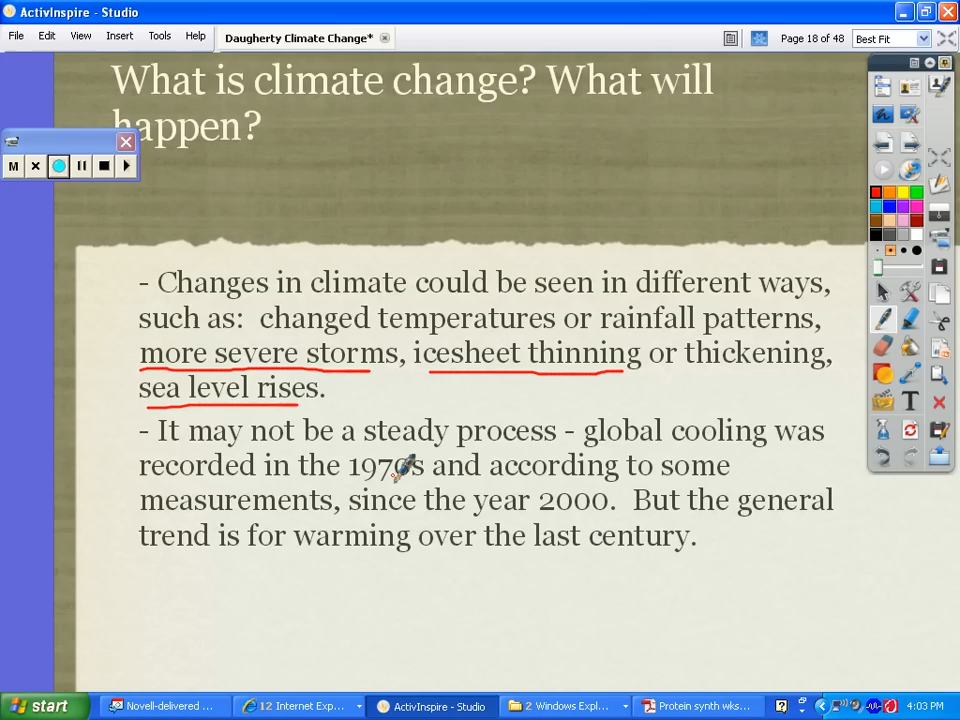 ActivInspire - Studio
File Edit View Insert Tools Help
Daugherty Climate Change*
Page 18 of 48
Best Fit
What is climate change? What will
happen?
M
- Changes in climate could be seen in different ways,
such as: changed temperatures or rainfall patterns,
more severe storms, icesheet thinning or thickening,
sea level rises.
- It may not be a steady process - global cooling was
recorded in the 1970s and according to some
measurements, since the year 2000. But the general
trend is for warming over the last century.
T
start
Novell-delivered ...
12 Internet Exp...
ActivInspire - Studio
2 Windows Expl...
Protein synth wks...
4:03 PM